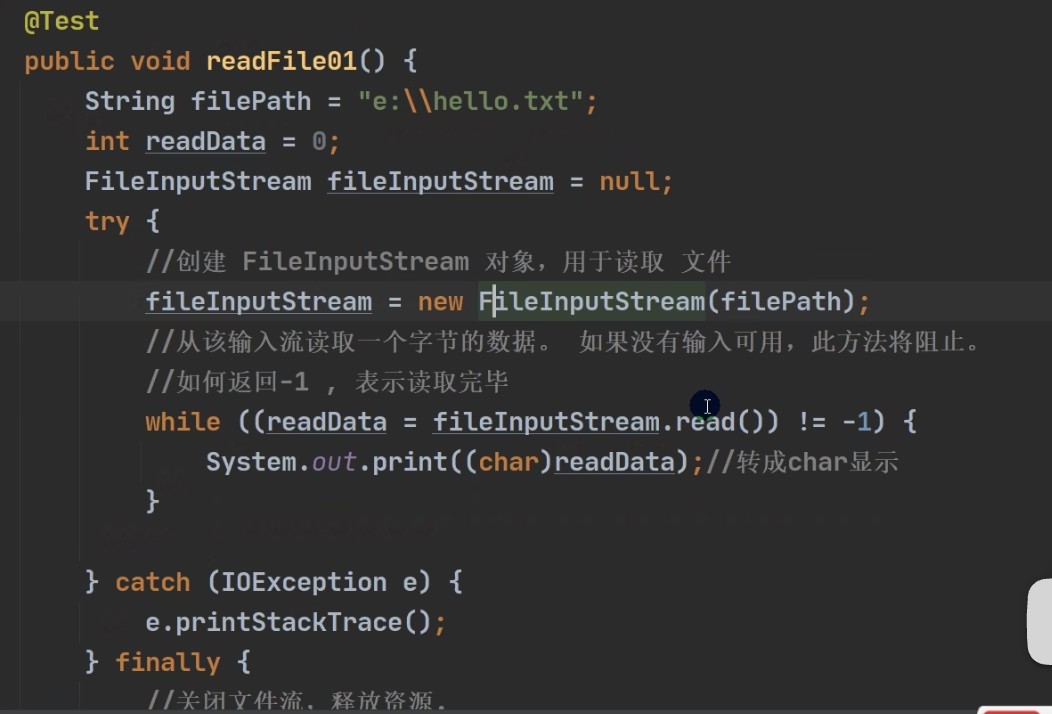 @Test
public void readFile01() {
String filePath = "e:\\hello.txt";
int readData = 0;
FileInputStream fileInputStream = null;
try {
//创建 FileInputStream 对象，用于读取 文件
fileInputStream = new FileInputStream(filePath);
//从该输入流读取一个字节的数据。 如果没有输入可用，此方法将阻止。
//如何返回-1 , 表示读取完毕
while ((readData = fileInputStream.read()) != -1) {
System.out.print((char)readData);//转成char显示
}
} catch (IOException e) {
e.printStackTrace();
} finally {
//关闭文件流，释放资源.